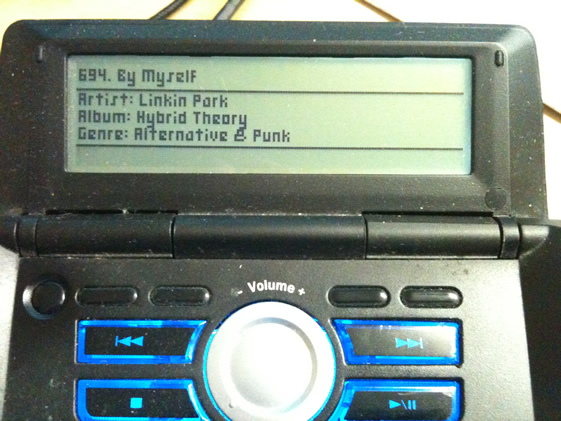 694. By Myself
Artist: Linkin Park
Album: Hybrid Theory
Genre: Alternative & Punk
- Volume +